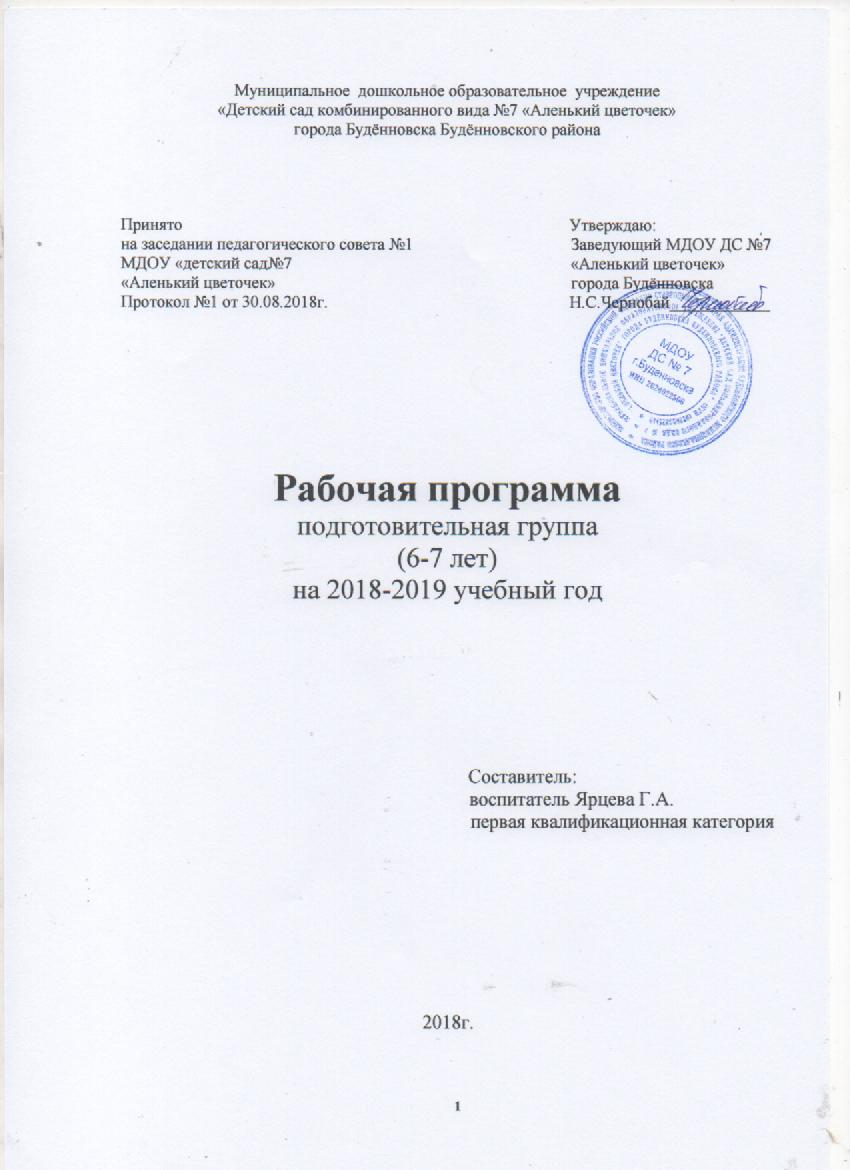 Муниципальное дошкольное образовательное учреждение
«Детский сад комбинированного вида №7 «Аленький цветочек»
города Будённовска Будённовского района
Принято
на заседании педагогического совета №1
МДОУ «детский сад№7
«Аленький цветочек»
Протокол №1 от 30.08.2018г.
Утверждаю:
Заведующий МДОУ ДС №7
«Аленький цветочек»
города Будённовска
Н.С.Чернобай
МДОУ
ДС № 7
г.Буденновска
Рабочая программа
подготовительная группа
(6-7 лет)
на 2018-2019 учебный год
Составитель:
воспитатель Ярцева Г.А.
первая квалификационная категория
2018г.
1